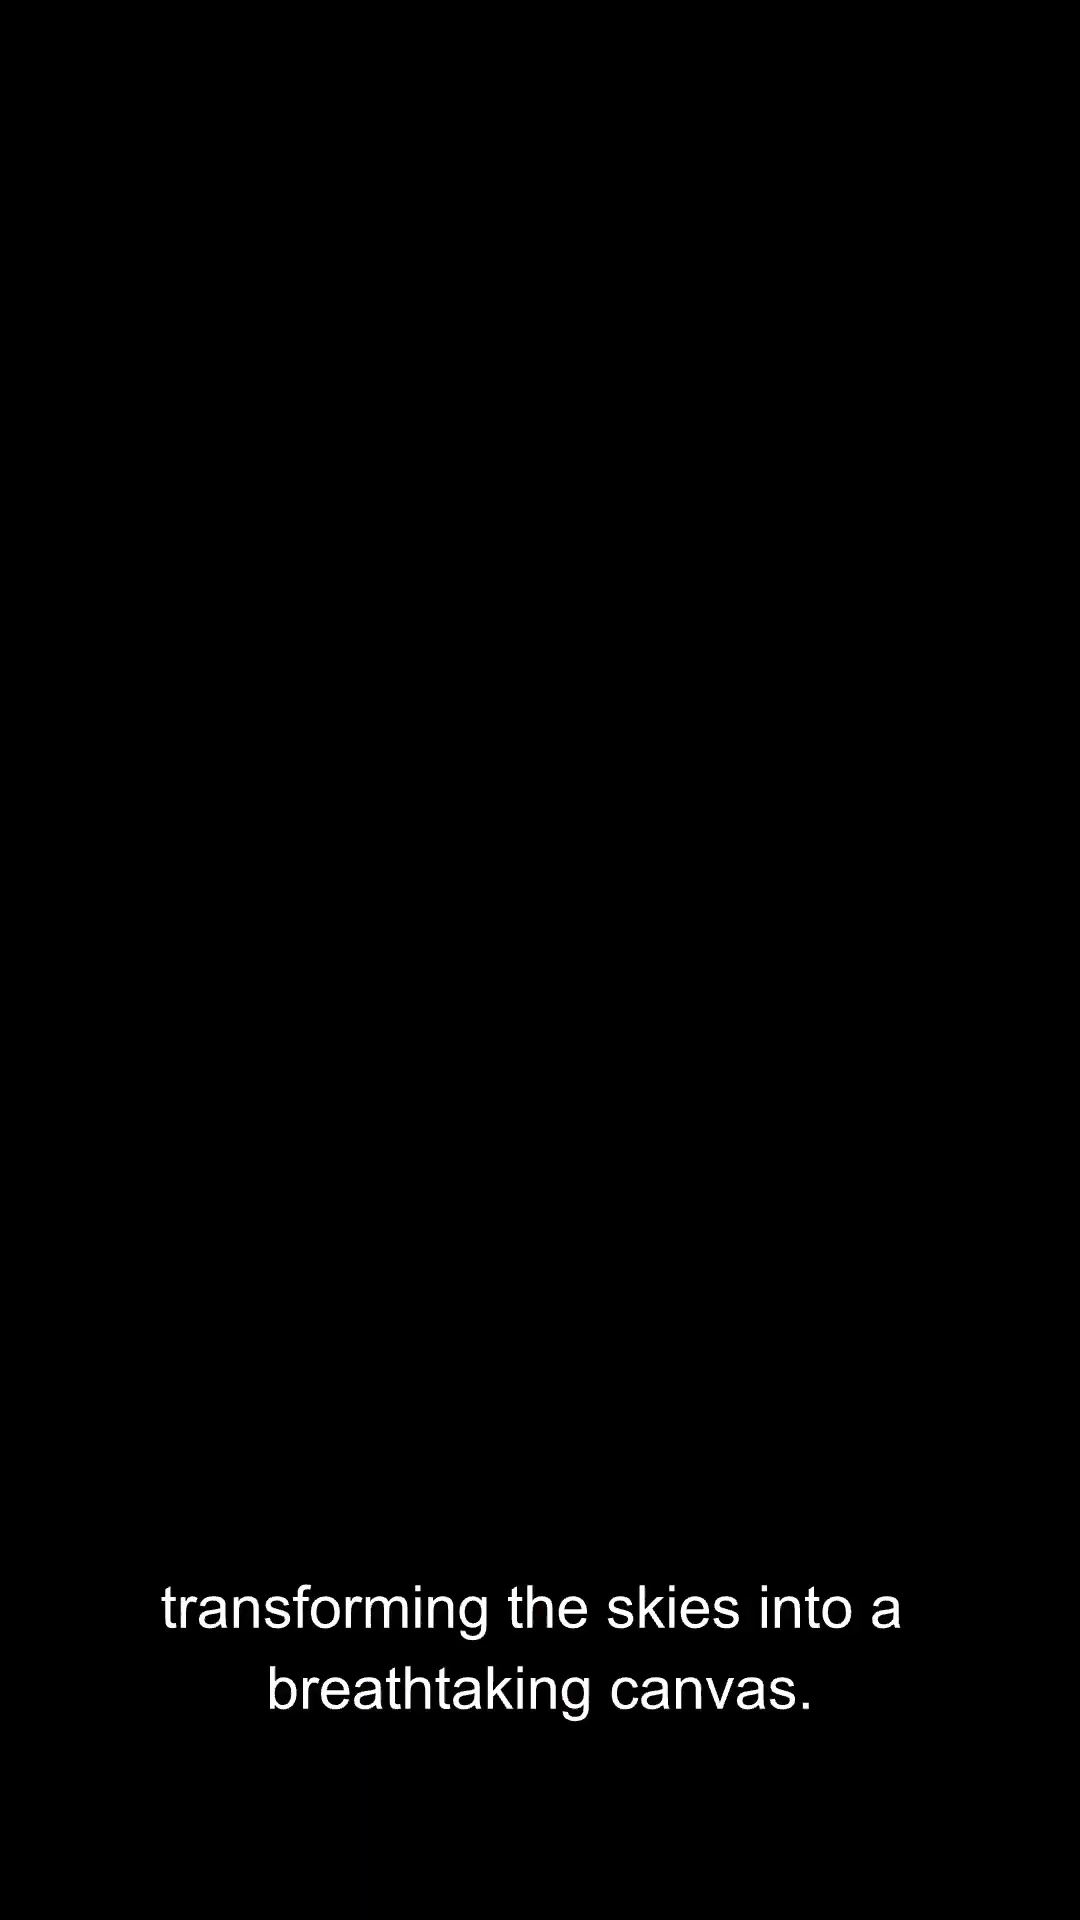 transforming the skies into a
breathtaking canvas.